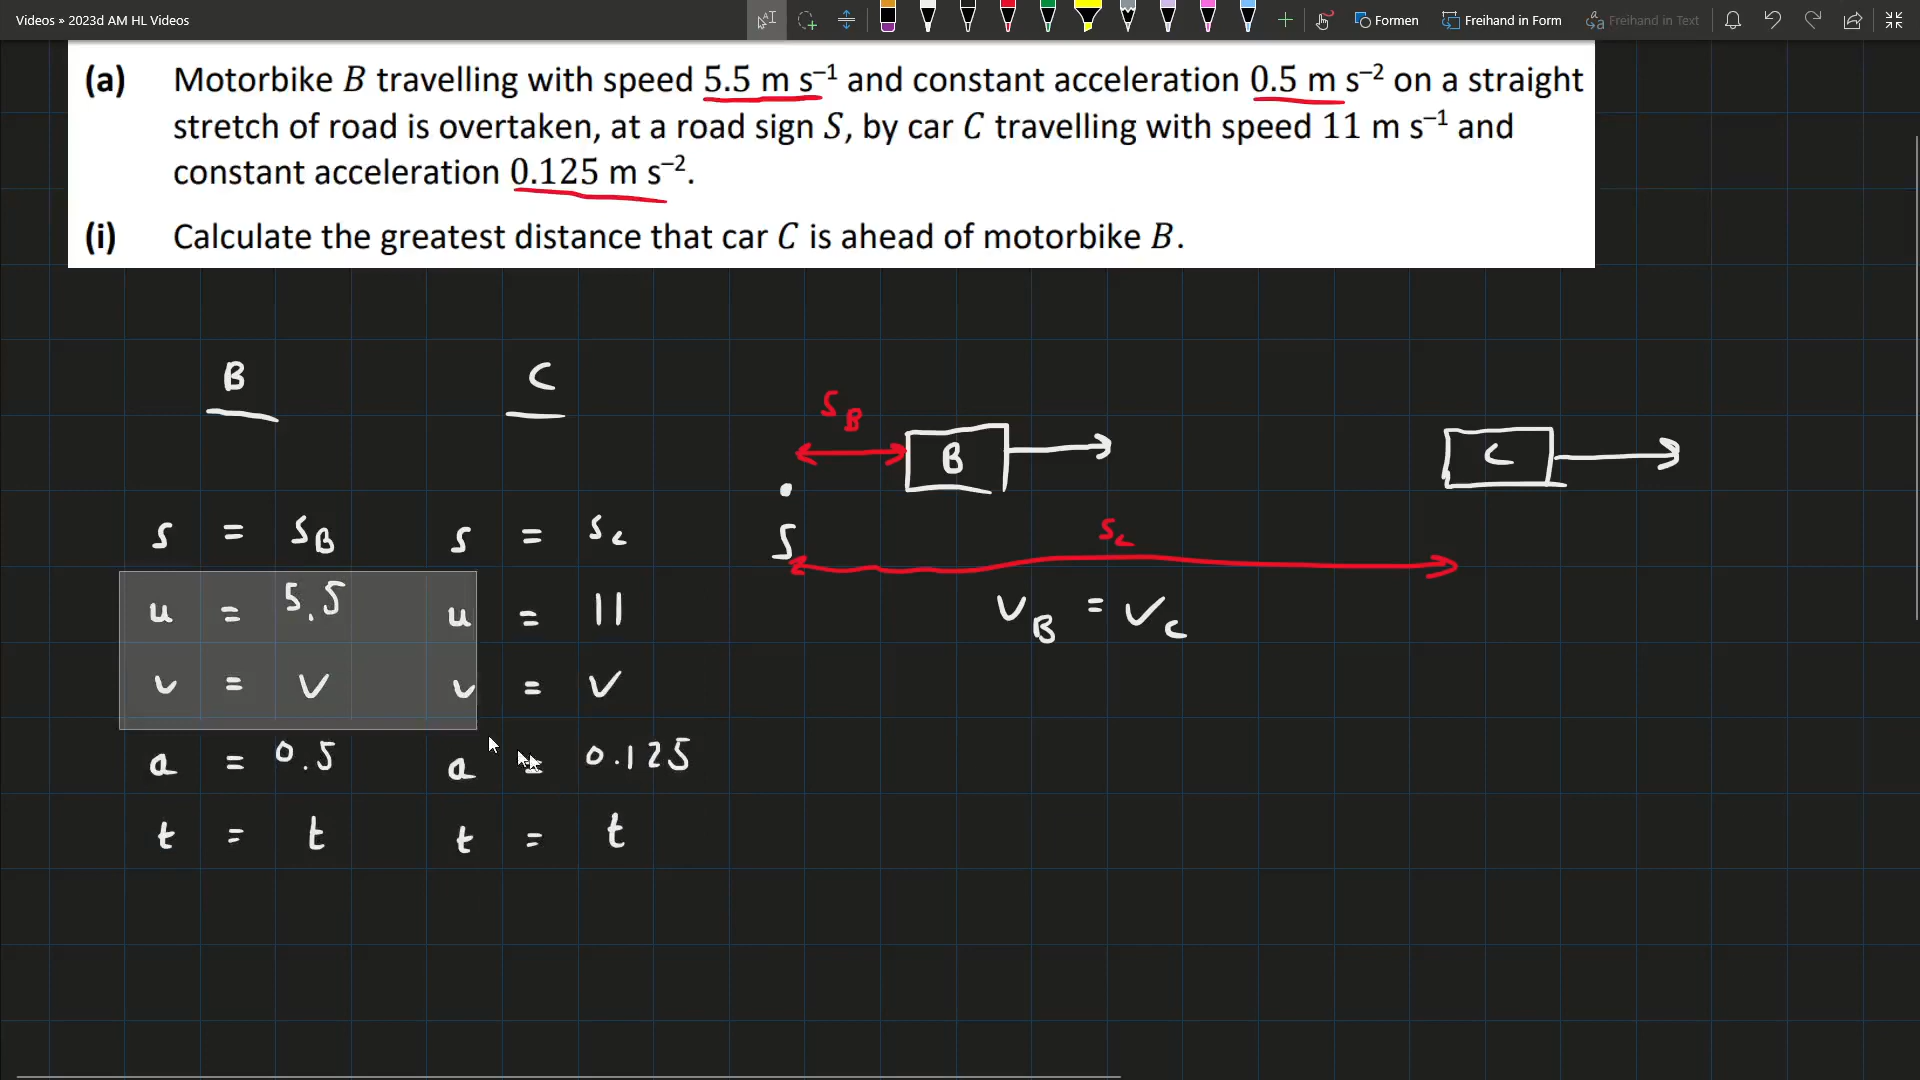 Videos » 2023d AM HL Videos
Formen Freihand in Form Freihand in Text
(a) Motorbike B travelling with speed 5.5 m s⁻¹ and constant acceleration 0.5 m s⁻² on a straight
stretch of road is overtaken, at a road sign S, by car C travelling with speed 11 m s⁻¹ and
constant acceleration 0.125 m s⁻².
(i) Calculate the greatest distance that car C is ahead of motorbike B.
B C
s_B
B C
s = s_B s = s_c
S
s_c
u = 5.5 u = 11
v_B = v_c
v = v v = v
a = 0.5 a = 0.125
t = t t = t